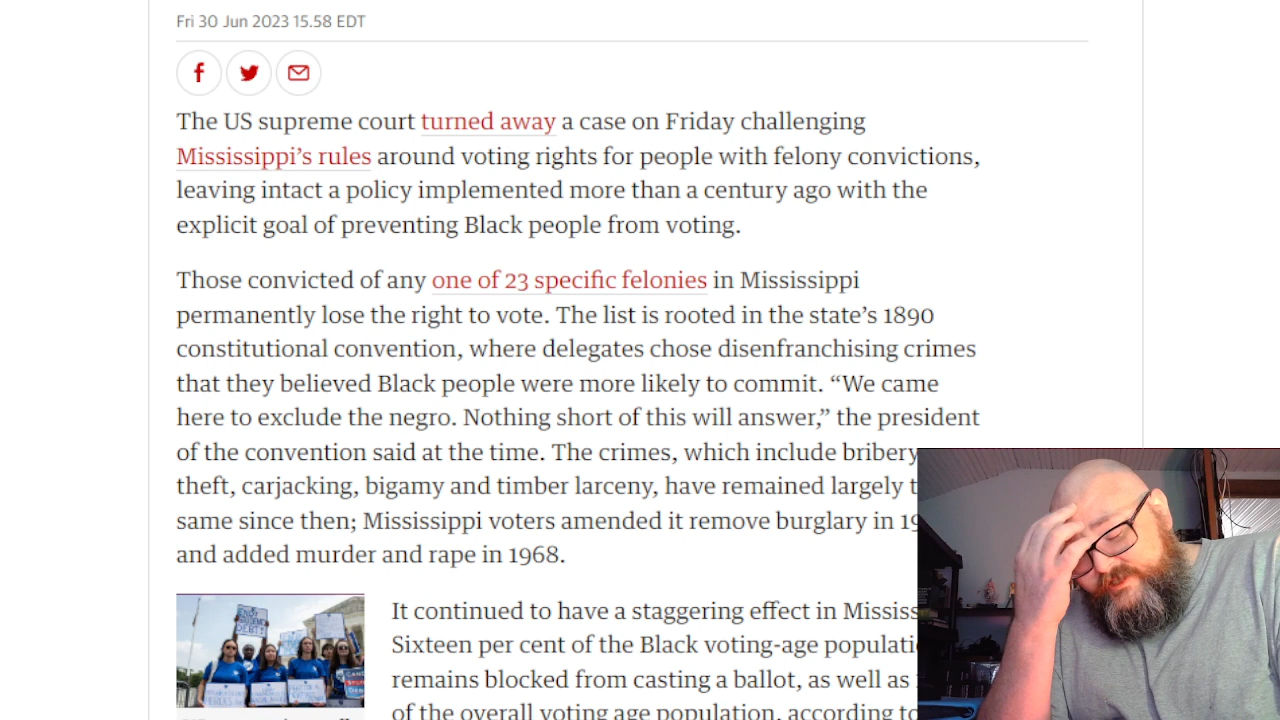 Fri 30 Jun 2023 15.58 EDT
The US supreme court turned away a case on Friday challenging
Mississippi’s rules around voting rights for people with felony convictions,
leaving intact a policy implemented more than a century ago with the
explicit goal of preventing Black people from voting.
Those convicted of any one of 23 specific felonies in Mississippi
permanently lose the right to vote. The list is rooted in the state’s 1890
constitutional convention, where delegates chose disenfranchising crimes
that they believed Black people were more likely to commit. “We came
here to exclude the negro. Nothing short of this will answer,” the president
of the convention said at the time. The crimes, which include bribery
theft, carjacking, bigamy and timber larceny, have remained largely
same since then; Mississippi voters amended it remove burglary in
and added murder and rape in 1968.
It continued to have a staggering effect in
Sixteen per cent of the Black voting-age
remains blocked from casting a ballot, as well as
of the overall voting age population, according to